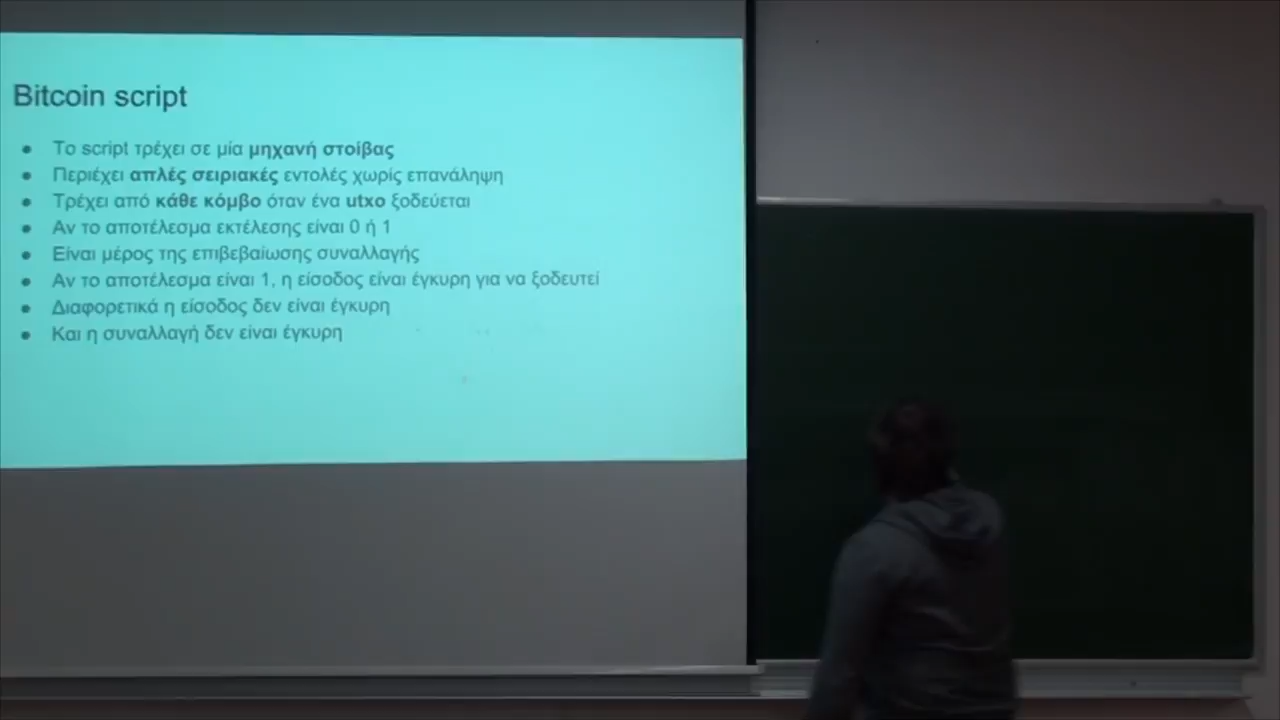 Bitcoin script
● Το script τρέχει σε μία μηχανή στοίβας
● Περιέχει απλές σειριακές εντολές χωρίς επανάληψη
● Τρέχει από κάθε κόμβο όταν ένα utxo ξοδεύεται
● Αν το αποτέλεσμα εκτέλεσης είναι 0 ή 1
● Είναι μέρος της επιβεβαίωσης συναλλαγής
● Αν το αποτέλεσμα είναι 1, η είσοδος είναι έγκυρη για να ξοδευτεί
● Διαφορετικά η είσοδος δεν είναι έγκυρη
● Και η συναλλαγή δεν είναι έγκυρη